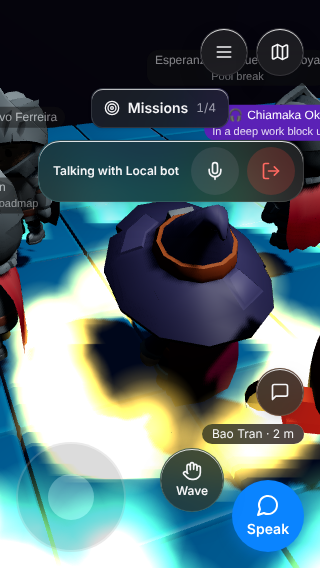 Esperan
Pool break
Missions 1/4
vo Ferreira
Chiamaka Ok
In a deep work block u
Talking with Local bot
n
oadmap
Bao Tran · 2 m
Wave
Speak